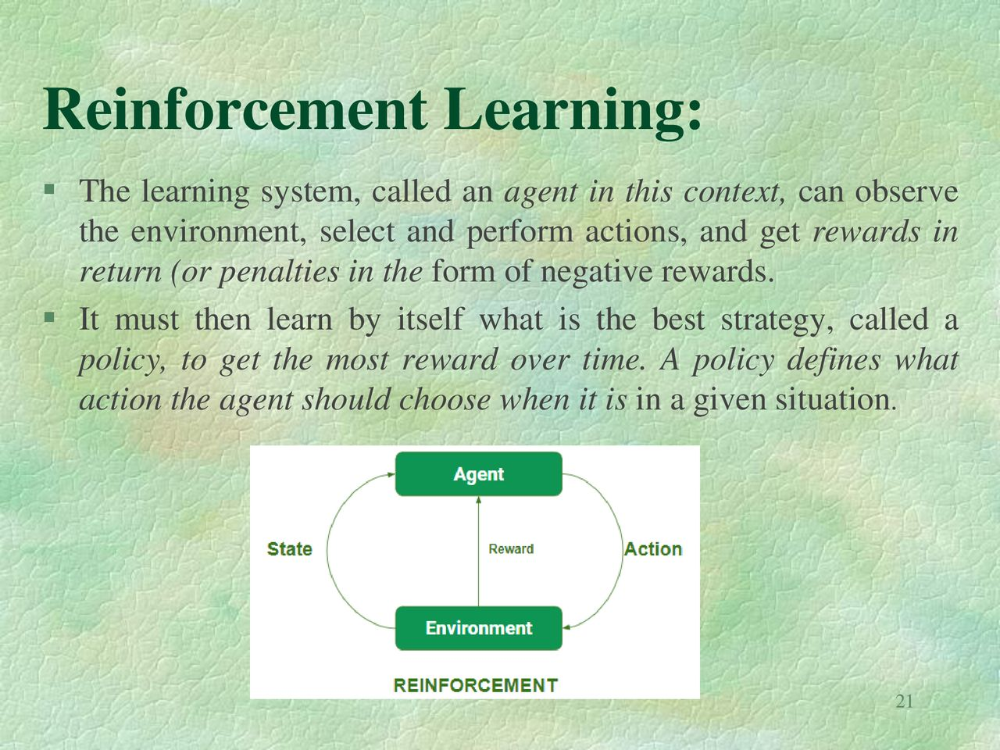 Reinforcement Learning:
The learning system, called an agent in this context, can observe
the environment, select and perform actions, and get rewards in
return (or penalties in the form of negative rewards.
It must then learn by itself what is the best strategy, called a
policy, to get the most reward over time. A policy defines what
action the agent should choose when it is in a given situation.
Agent
State
Reward
Action
Environment
REINFORCEMENT
21